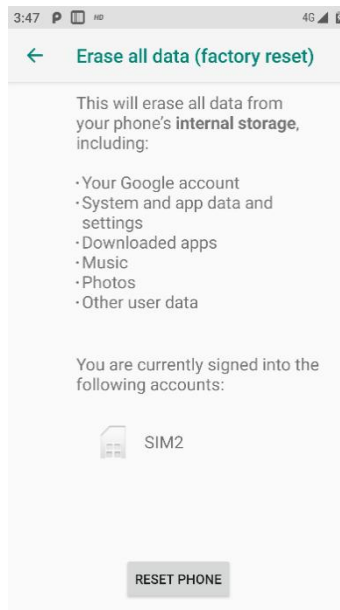 3:47 P HD 4G
Erase all data (factory reset)
This will erase all data from
your phone's internal storage,
including:
·Your Google account
·System and app data and
settings
·Downloaded apps
·Music
·Photos
·Other user data
You are currently signed into the
following accounts:
SIM2
RESET PHONE